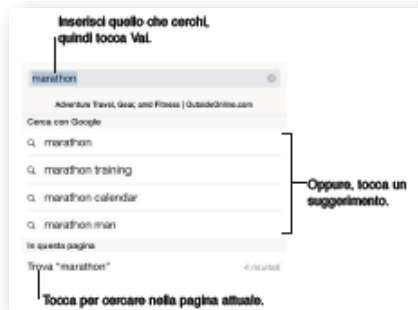 Inserisci quello che cerchi,
quindi tocca Vai.
marathon
Adventure Travel, Gear, and Fitness | OutsideOnline.com
Cerca con Google
marathon
marathon training
marathon calendar
marathon man
Oppure, tocca un
suggerimento.
In questa pagina
Trova "marathon"
4 risultati
Tocca per cercare nella pagina attuale.